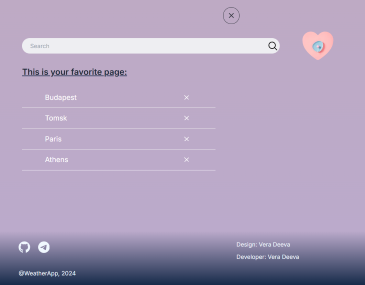 Search
This is your favorite page:
Budapest
Tomsk
Paris
Athens
Design: Vera Deeva
Developer: Vera Deeva
@WeatherApp, 2024